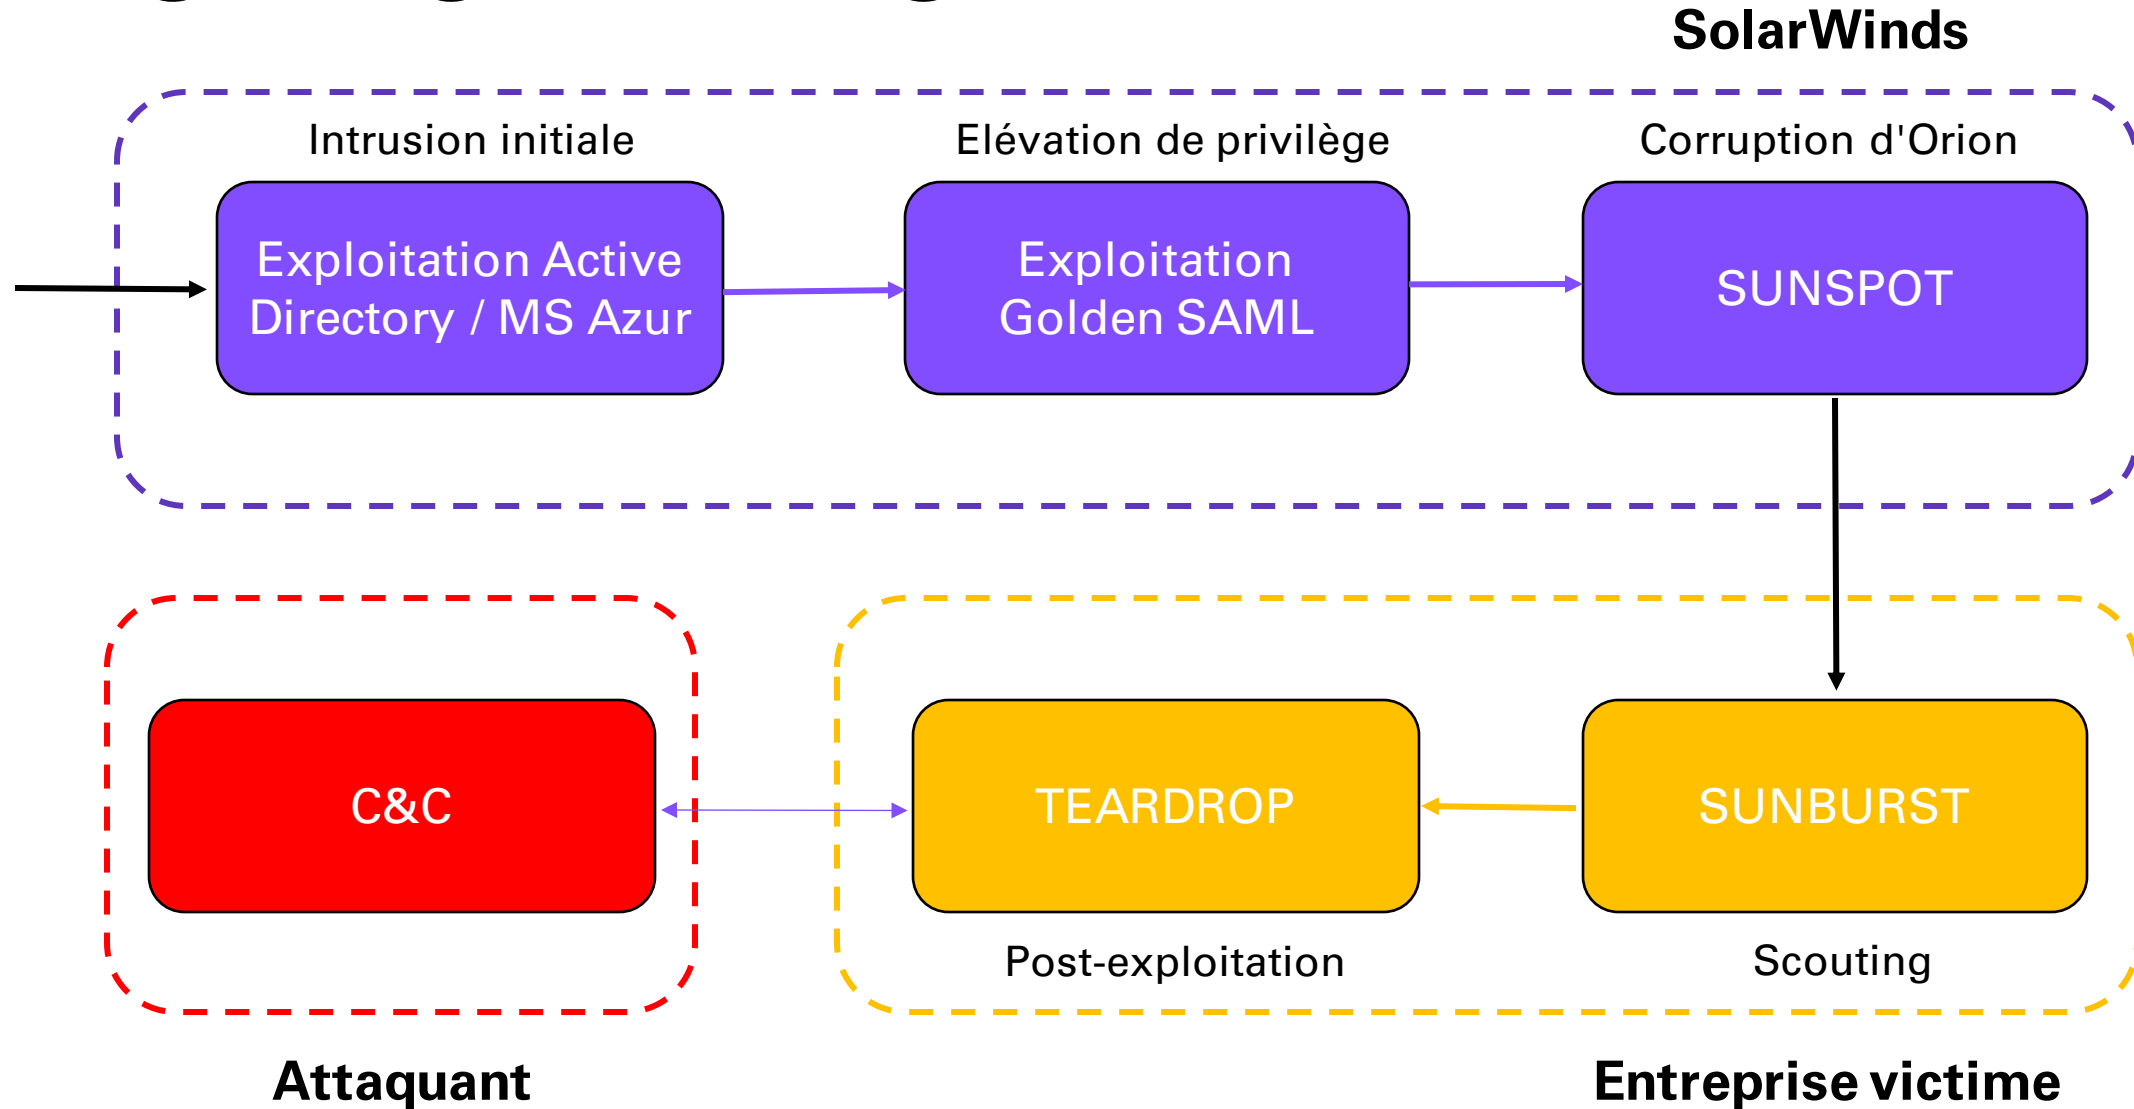 SolarWinds
Intrusion initiale
Elévation de privilège
Corruption d'Orion
Exploitation Active
Directory / MS Azur
Exploitation
Golden SAML
SUNSPOT
C&C
TEARDROP
SUNBURST
Post-exploitation
Scouting
Attaquant
Entreprise victime